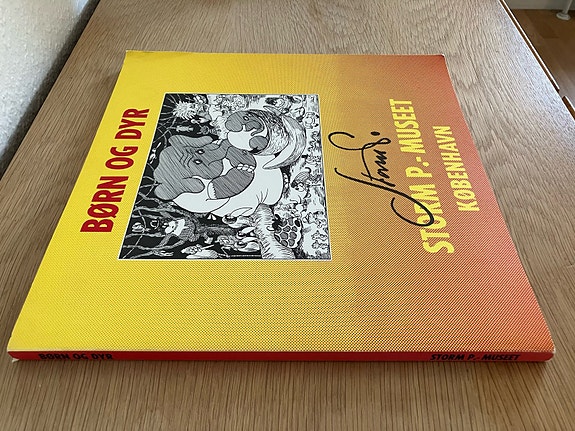 BØRN OG DYR
Storm P.
STORM P.-MUSEET
KØBENHAVN
BØRN OG DYR
STORM P.-MUSEET